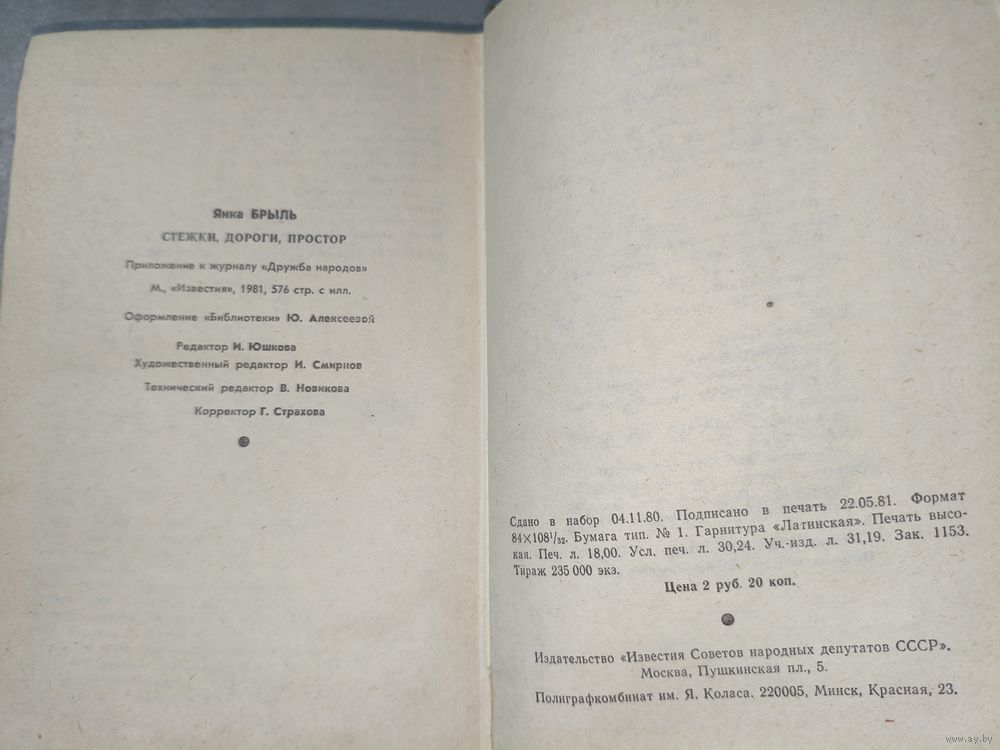 Янка БРЫЛЬ
СТЕЖКИ, ДОРОГИ, ПРОСТОР
Приложение к журналу «Дружба народов»
М., «Известия», 1981, 576 стр. с илл.
Оформление «Библиотеки» Ю. Алексеевой
Редактор И. Юшкова
Художественный редактор И. Смирнов
Технический редактор В. Новикова
Корректор Г. Страхова
Сдано в набор 04.11.80. Подписано в печать 22.05.81. Формат
84×108¹/₃₂. Бумага тип. № 1. Гарнитура «Латинская». Печать высо-
кая. Печ. л. 18,00. Усл. печ. л. 30,24. Уч.-изд. л. 31,19. Зак. 1153.
Тираж 235 000 экз.
Цена 2 руб. 20 коп.
Издательство «Известия Советов народных депутатов СССР».
Москва, Пушкинская пл., 5.
Полиграфкомбинат им. Я. Коласа. 220005, Минск, Красная, 23.
www.ay.by